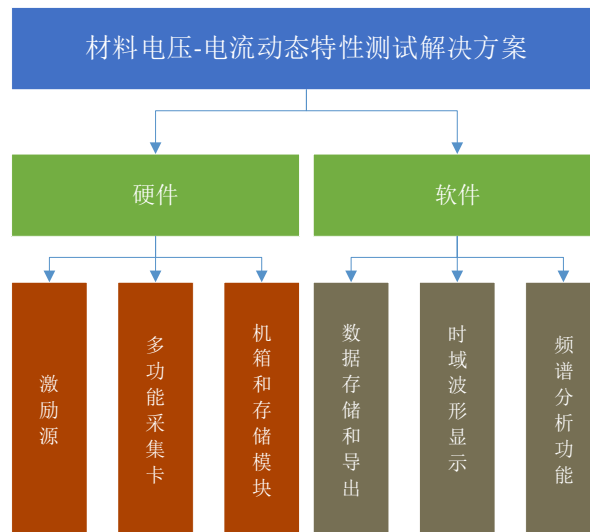 材料电压-电流动态特性测试解决方案
硬件
软件
激励源
多功能采集卡
机箱和存储模块
数据存储和导出
时域波形显示
频谱分析功能